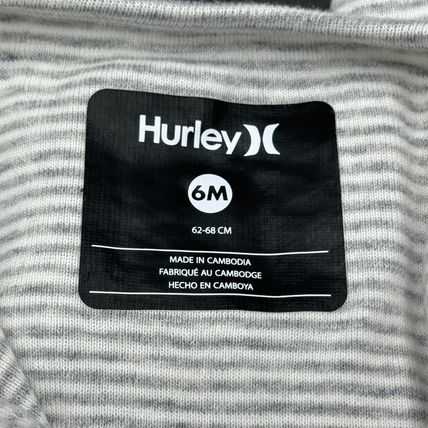 Hurley
6M
62-68 CM
MADE IN CAMBODIA
FABRIQUÉ AU CAMBODGE
HECHO EN CAMBOYA